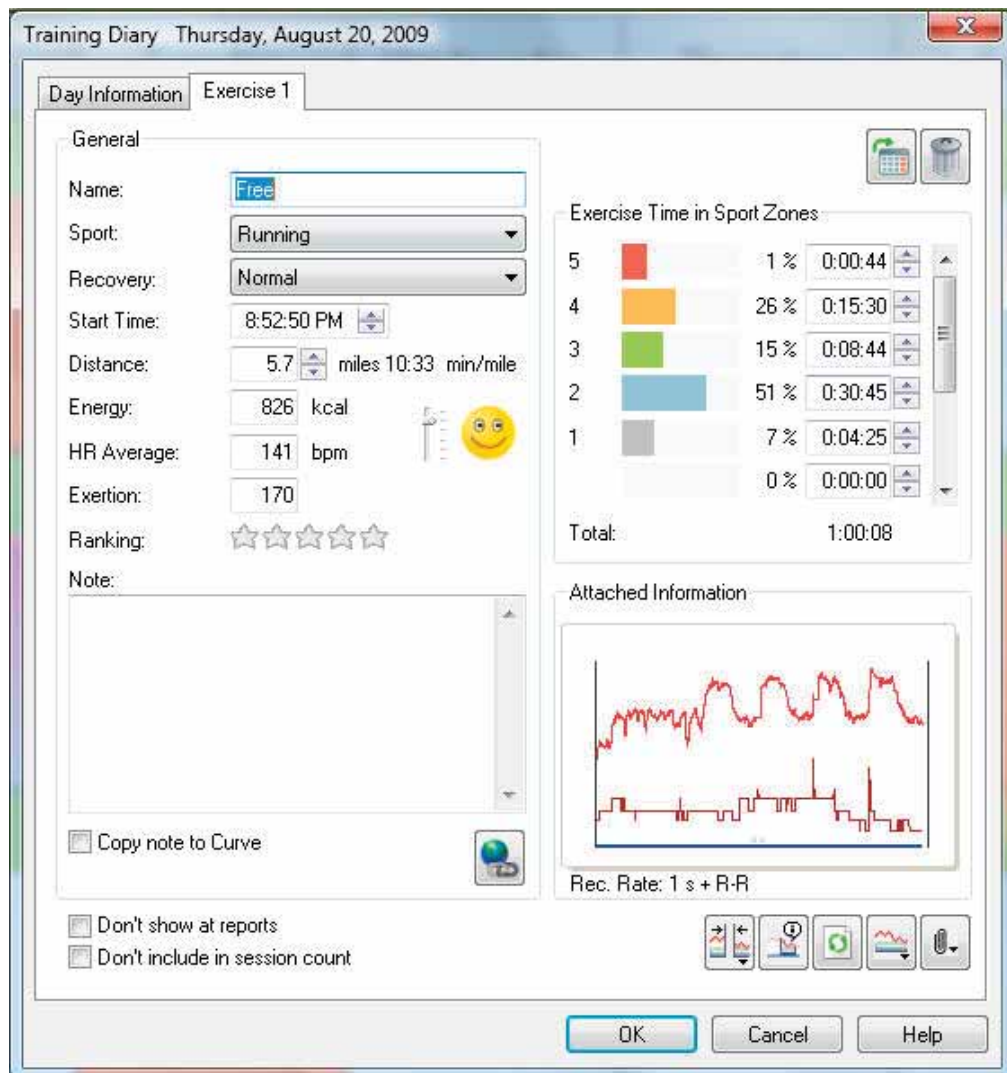 Training Diary Thursday, August 20, 2009
Day Information Exercise 1
General
Name: Free
Sport: Running
Recovery: Normal
Start Time: 8:52:50 PM
Distance: 5.7 miles 10:33 min/mile
Energy: 826 kcal
HR Average: 141 bpm
Exertion: 170
Ranking:
Note:
Copy note to Curve
Don't show at reports
Don't include in session count
Exercise Time in Sport Zones
5 1 % 0:00:44
4 26 % 0:15:30
3 15 % 0:08:44
2 51 % 0:30:45
1 7 % 0:04:25
0 % 0:00:00
Total: 1:00:08
Attached Information
Rec. Rate: 1 s + R-R
OK Cancel Help